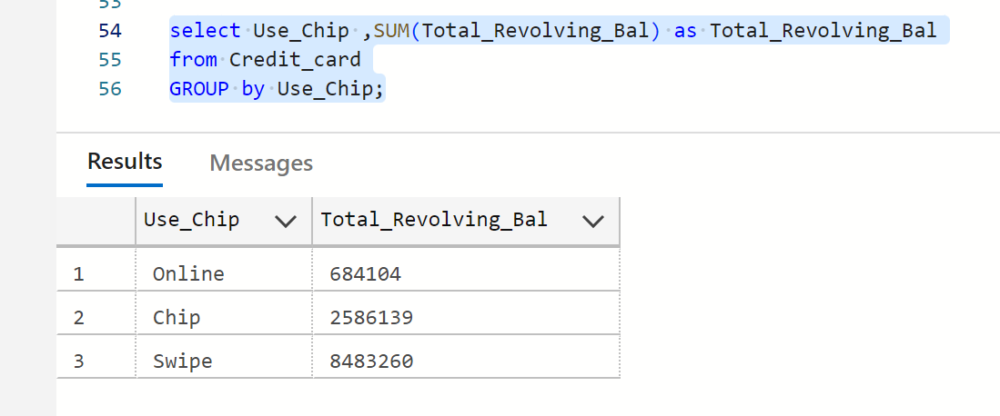 53
54 select Use_Chip ,SUM(Total_Revolving_Bal) as Total_Revolving_Bal
55 from Credit_card
56 GROUP by Use_Chip;
Results Messages
Use_Chip Total_Revolving_Bal
1 Online 684104
2 Chip 2586139
3 Swipe 8483260